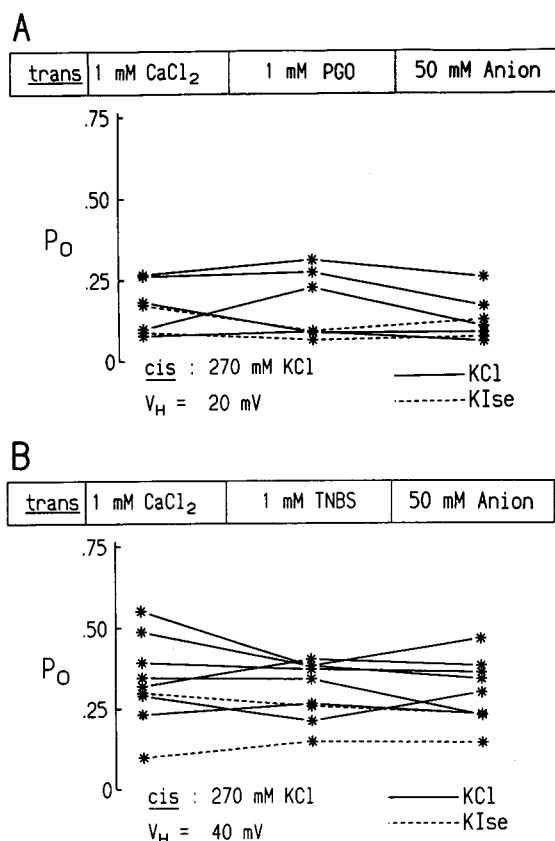 A
trans 1 mM CaCl₂ 1 mM PGO 50 mM Anion
.75
.50
.25
0
Po
cis : 270 mM KCl
VH = 20 mV
KCl
KIse
B
trans 1 mM CaCl₂ 1 mM TNBS 50 mM Anion
.75
.50
.25
0
Po
cis : 270 mM KCl
VH = 40 mV
KCl
KIse